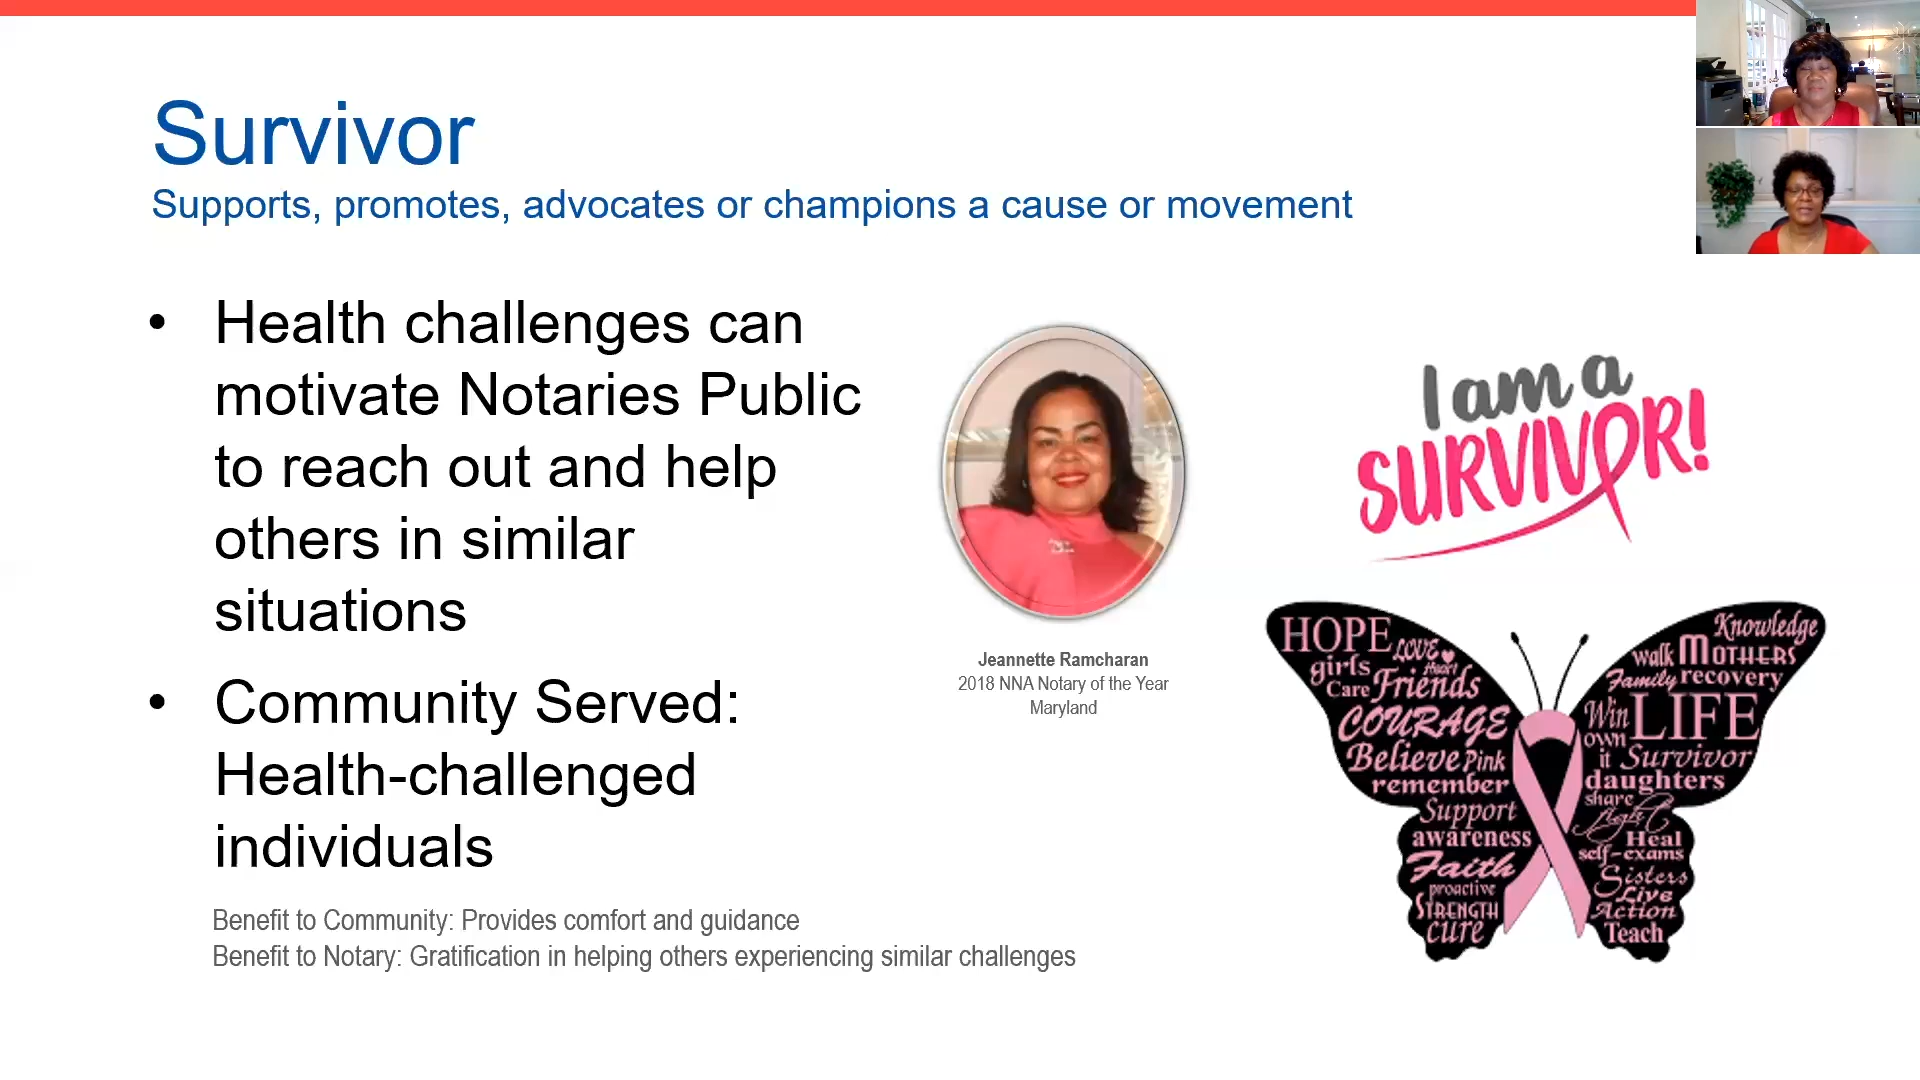 Survivor
Supports, promotes, advocates or champions a cause or movement
• Health challenges can
motivate Notaries Public
to reach out and help
others in similar
situations
• Community Served:
Health-challenged
individuals
Benefit to Community: Provides comfort and guidance
Benefit to Notary: Gratification in helping others experiencing similar challenges
Jeannette Ramcharan
2018 NNA Notary of the Year
Maryland
I am a
SURVIVOR!
HOPE
LOVE
girls
Heart
Care Friends
COURAGE
Believe Pink
remember
Support
awareness
Faith
proactive
STRENGTH
cure
Knowledge
walk MOTHERS
Family recovery
Win LIFE
own
it Survivor
daughters
share
fight
Heal
self-exams
Sisters
Live
Action
Teach